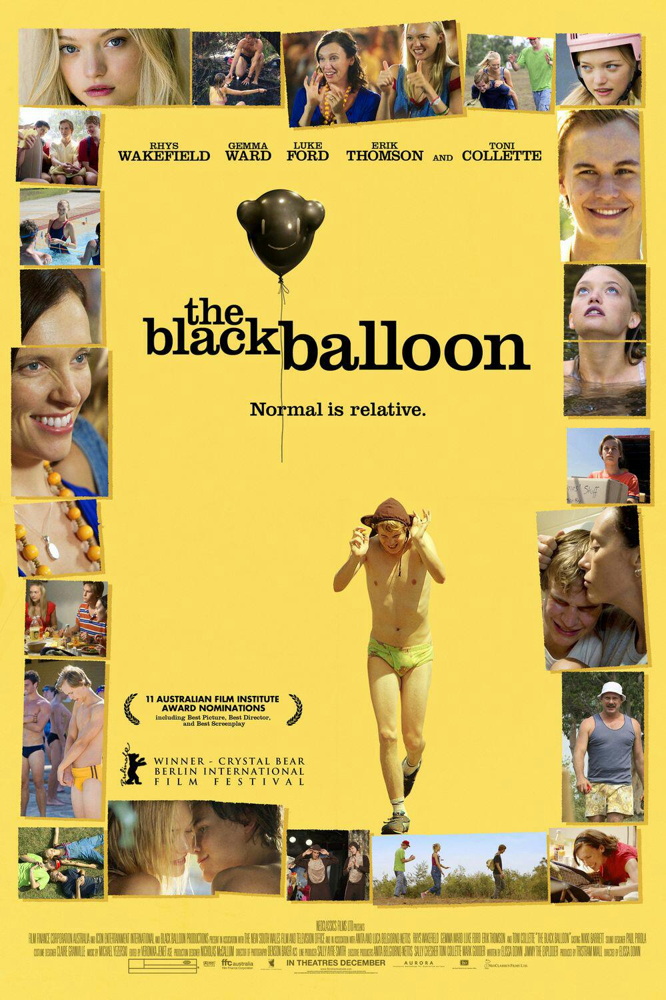 RHYS WAKEFIELD
GEMMA WARD
LUKE FORD
ERIK THOMSON
AND
TONI COLLETTE
the
black balloon
Normal is relative.
Stuff
11 AUSTRALIAN FILM INSTITUTE
AWARD NOMINATIONS
including Best Picture, Best Director,
and Best Screenplay
Berlinale
WINNER - CRYSTAL BEAR
BERLIN INTERNATIONAL
FILM FESTIVAL
NEOCLASSICS FILMS LTD PRESENTS
FILM FINANCE CORPORATION AUSTRALIA AND ICON ENTERTAINMENT INTERNATIONAL AND BLACK BALLOON PRODUCTIONS PRESENT IN ASSOCIATION WITH THE NEW SOUTH WALES FILM AND TELEVISION OFFICE AND IN ASSOCIATION WITH ANITA AND LUCA BELGIORNO-NETTIS RHYS WAKEFIELD GEMMA WARD LUKE FORD ERIK THOMSON AND TONI COLLETTE "THE BLACK BALLOON" CASTING NIKKI BARRETT SOUND DESIGNER PAUL PIROLA
COSTUME DESIGNER CLAIRE GRANVILLE MUSIC BY MICHAEL YEZERSKI EDITED BY VERONIKA JENET ASE PRODUCTION DESIGNER NICHOLAS McCALLUM DIRECTOR OF PHOTOGRAPHY DENSON BAKER ACS LINE PRODUCER SALLY AYRE-SMITH EXECUTIVE PRODUCERS ANITA BELGIORNO-NETTIS SALLY CHESHER TONI COLLETTE MARK GOODER WRITTEN BY ELISSA DOWN JIMMY THE EXPLODER PRODUCED BY TRISTRAM MIALL DIRECTED BY ELISSA DOWN
ffc australia
Film Finance Corporation
IN THEATRES DECEMBER
AURORA
NEOCLASSICS FILMS LTD.